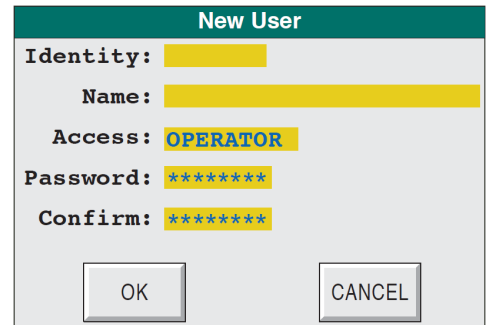 New User
Identity:
Name:
Access: OPERATOR
Password: ********
Confirm: ********
OK CANCEL